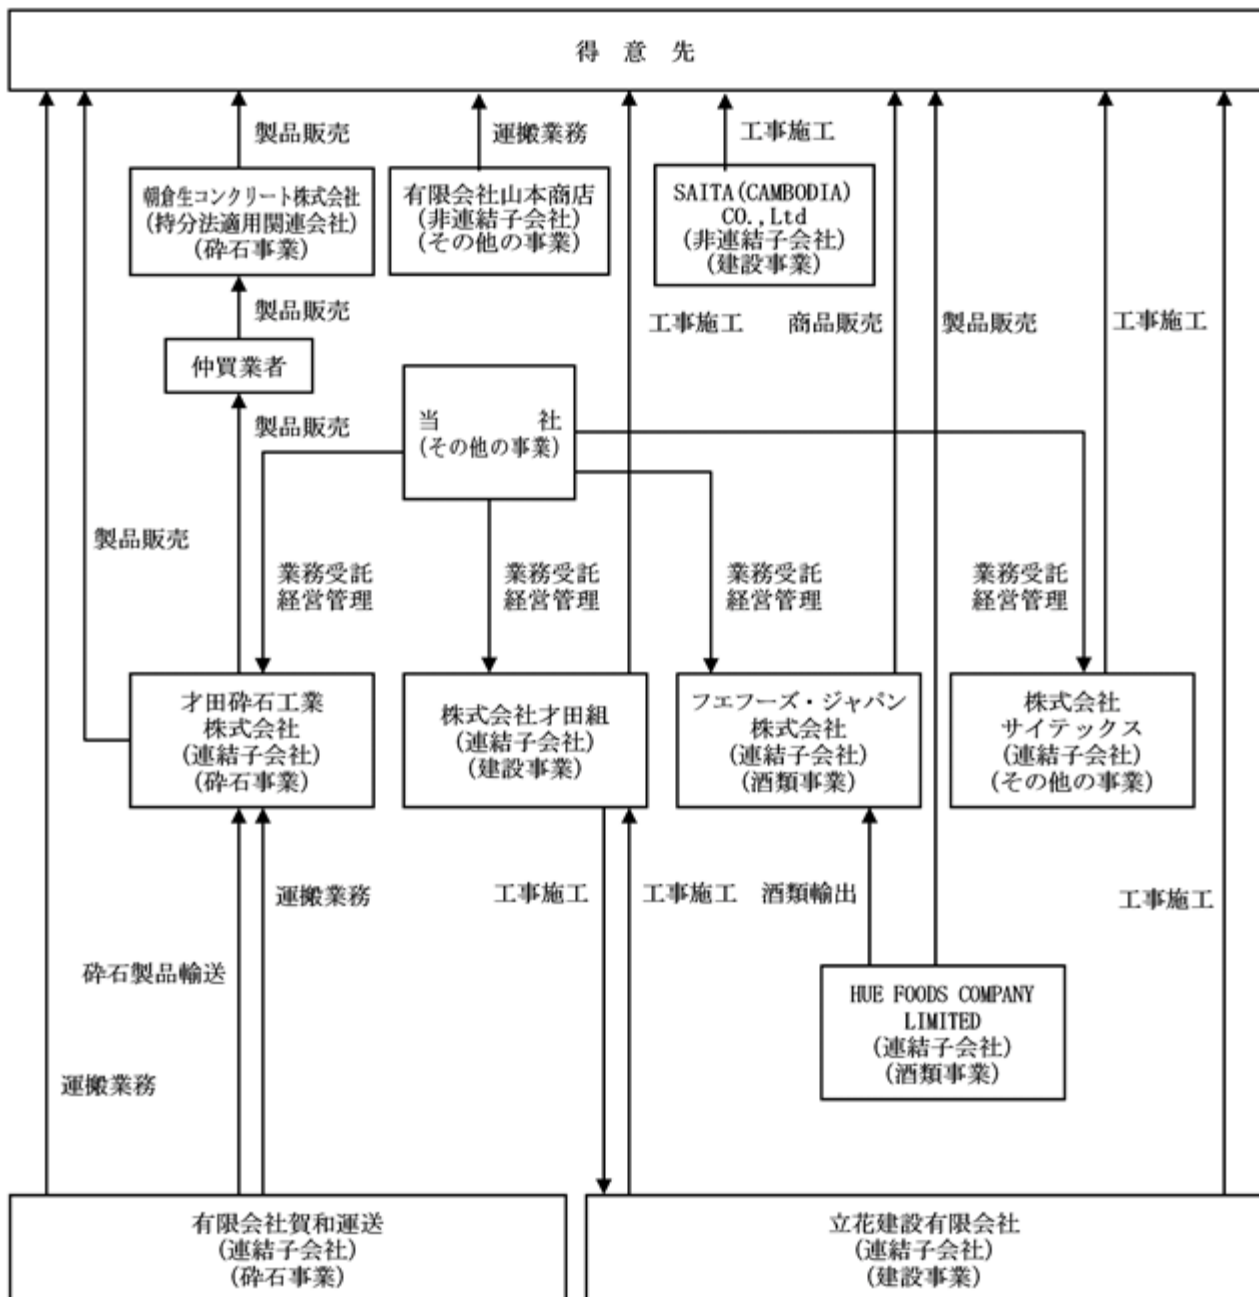 得意先
製品販売
運搬業務
工事施工
朝倉生コンクリート株式会社
(持分法適用関連会社)
(砕石事業)
有限会社山本商店
(非連結子会社)
(その他の事業)
SAITA(CAMBODIA)
CO.,Ltd
(非連結子会社)
(建設事業)
製品販売
工事施工
商品販売
製品販売
工事施工
仲買業者
当社
(その他の事業)
製品販売
製品販売
業務受託
経営管理
業務受託
経営管理
業務受託
経営管理
業務受託
経営管理
才田砕石工業
株式会社
(連結子会社)
(砕石事業)
株式会社才田組
(連結子会社)
(建設事業)
フエフーズ・ジャパン
株式会社
(連結子会社)
(酒類事業)
株式会社
サイテックス
(連結子会社)
(その他の事業)
運搬業務
工事施工
工事施工
酒類輸出
工事施工
砕石製品輸送
HUE FOODS COMPANY
LIMITED
(連結子会社)
(酒類事業)
運搬業務
有限会社賀和運送
(連結子会社)
(砕石事業)
立花建設有限会社
(連結子会社)
(建設事業)